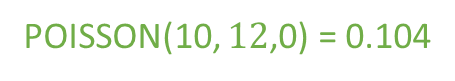 POISSON(10, 12,0) = 0.104